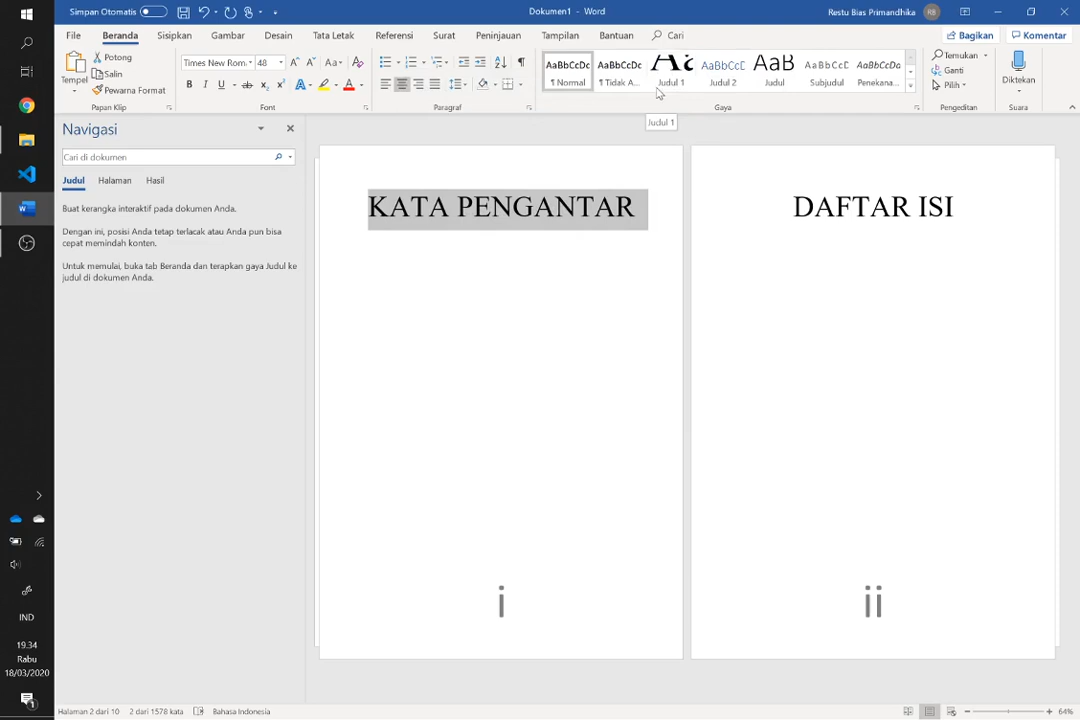 Simpan Otomatis
Dokumen1 - Word
Restu Bias Primandhika RB
File Beranda Sisipkan Gambar Desain Tata Letak Referensi Surat Peninjauan Tampilan Bantuan Cari Bagikan Komentar
Tempel
Potong
Salin
Pewarna Format
Papan Klip
Times New Rom 48
Font
Paragraf
AaBbCcDc AaBbCcDc AaBbCcD AaB AaBbCcD AaBbCcDc
¶ Normal ¶ Tidak A... Judul 1 Judul 2 Judul Subjudul Penekana...
Gaya
Temukan
Ganti
Pilih
Pengeditan
Diktekan
Suara
Judul 1
Navigasi
Cari di dokumen
Judul Halaman Hasil
Buat kerangka interaktif pada dokumen Anda.
Dengan ini, posisi Anda tetap terlacak atau Anda pun bisa
cepat memindah konten.
Untuk memulai, buka tab Beranda dan terapkan gaya Judul ke
judul di dokumen Anda.
KATA PENGANTAR
i
DAFTAR ISI
ii
IND
19.34
Rabu
18/03/2020
Halaman 2 dari 10 2 dari 1578 kata Bahasa Indonesia 64%